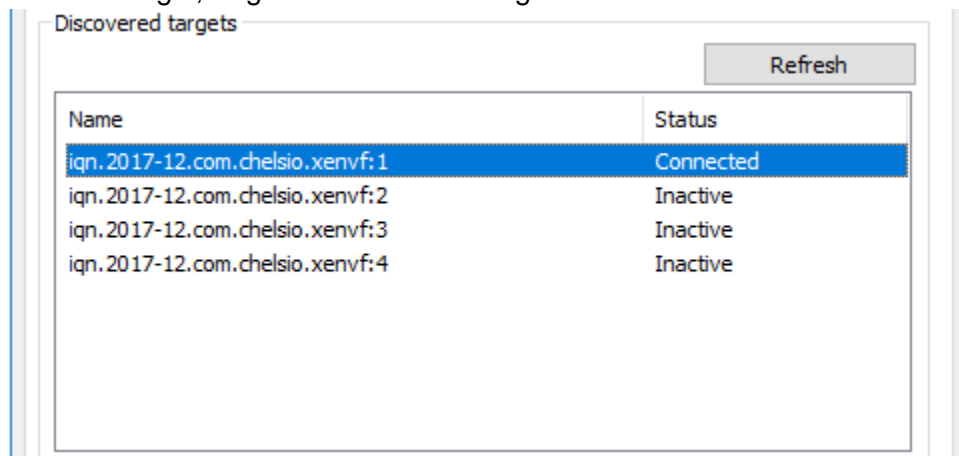 Discovered targets
Refresh
Name Status
iqn.2017-12.com.chelsio.xenvf:1 Connected
iqn.2017-12.com.chelsio.xenvf:2 Inactive
iqn.2017-12.com.chelsio.xenvf:3 Inactive
iqn.2017-12.com.chelsio.xenvf:4 Inactive